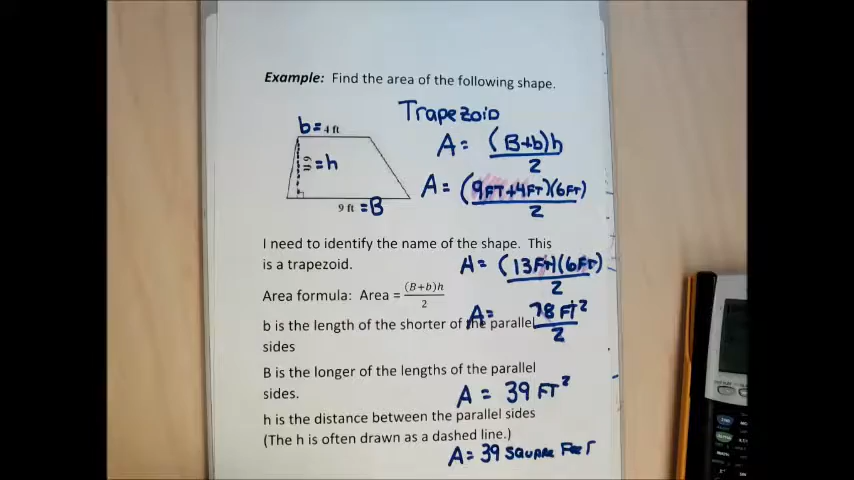 Example: Find the area of the following shape.
Trapezoid
b = 4 ft
A = (B+b)h
2
6 ft = h
A = (9FT+4FT)(6FT)
2
9 ft = B
I need to identify the name of the shape. This
is a trapezoid.
A = (13FT)(6FT)
2
Area formula: Area = (B+b)h
2
A = 78 FT²
2
b is the length of the shorter of the parallel
sides
B is the longer of the lengths of the parallel
sides.
A = 39 FT²
h is the distance between the parallel sides
(The h is often drawn as a dashed line.)
A = 39 SQUARE FEET